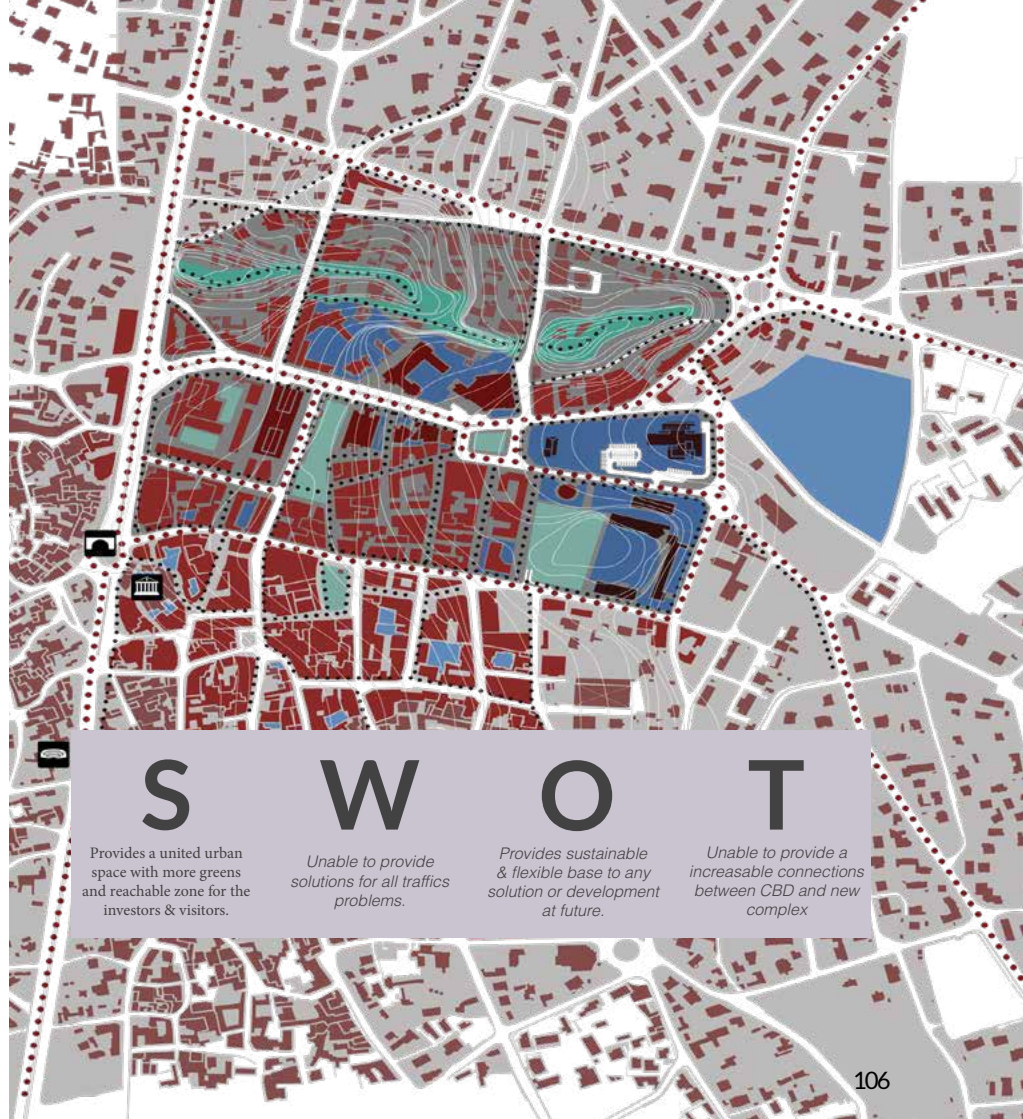 S
Provides a united urban
space with more greens
and reachable zone for the
investors & visitors.
W
Unable to provide
solutions for all traffics
problems.
O
Provides sustainable
& flexible base to any
solution or development
at future.
T
Unable to provide a
increasable connections
between CBD and new
complex
106